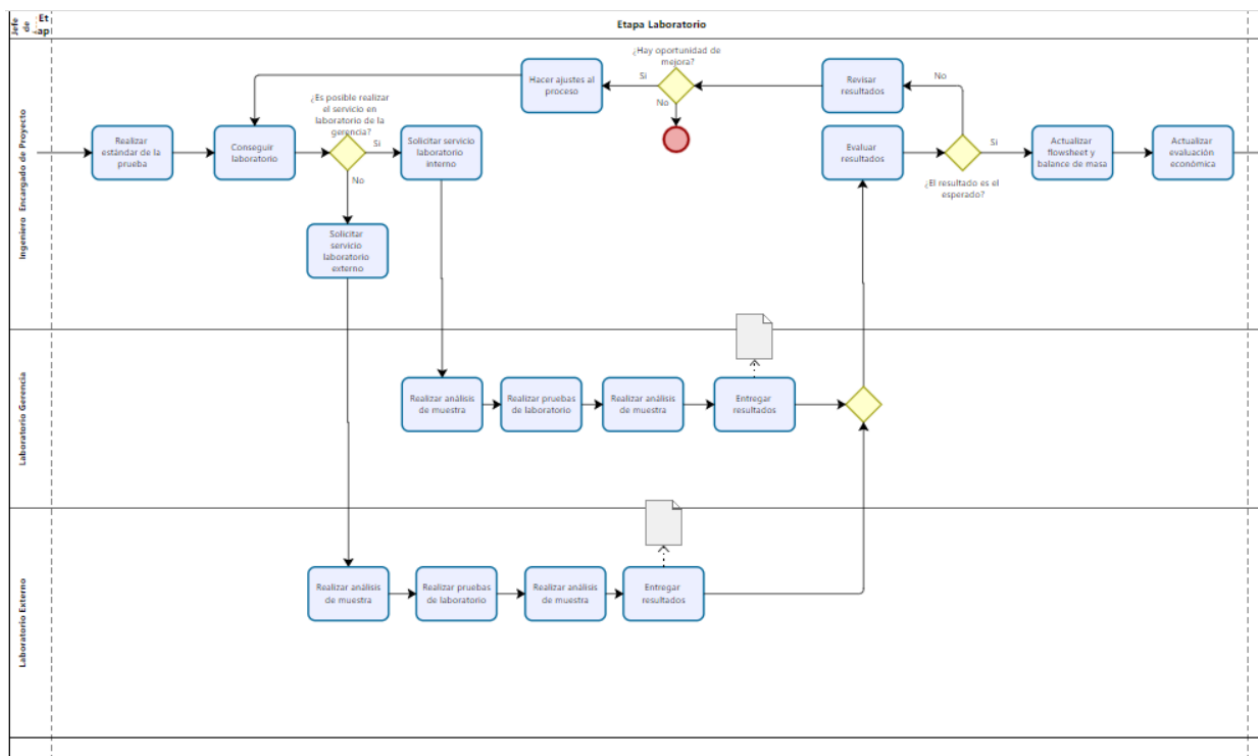 Jefe
de
Et
ap
Etapa Laboratorio
Ingeniero Encargado de Proyecto
¿Hay oportunidad de
mejora?
Hacer ajustes al
proceso
Si
No
Revisar
resultados
No
¿Es posible realizar
el servicio en
laboratorio de la
gerencia?
Realizar
estándar de la
prueba
Conseguir
laboratorio
Si
No
Solicitar servicio
laboratorio interno
Evaluar
resultados
Si
¿El resultado es el
esperado?
Actualizar
flowsheet y
balance de masa
Actualizar
evaluación
económica
Solicitar
servicio
laboratorio
externo
Laboratorio Gerencia
Realizar análisis
de muestra
Realizar pruebas
de laboratorio
Realizar análisis
de muestra
Entregar
resultados
Laboratorio Externo
Realizar análisis
de muestra
Realizar pruebas
de laboratorio
Realizar análisis
de muestra
Entregar
resultados